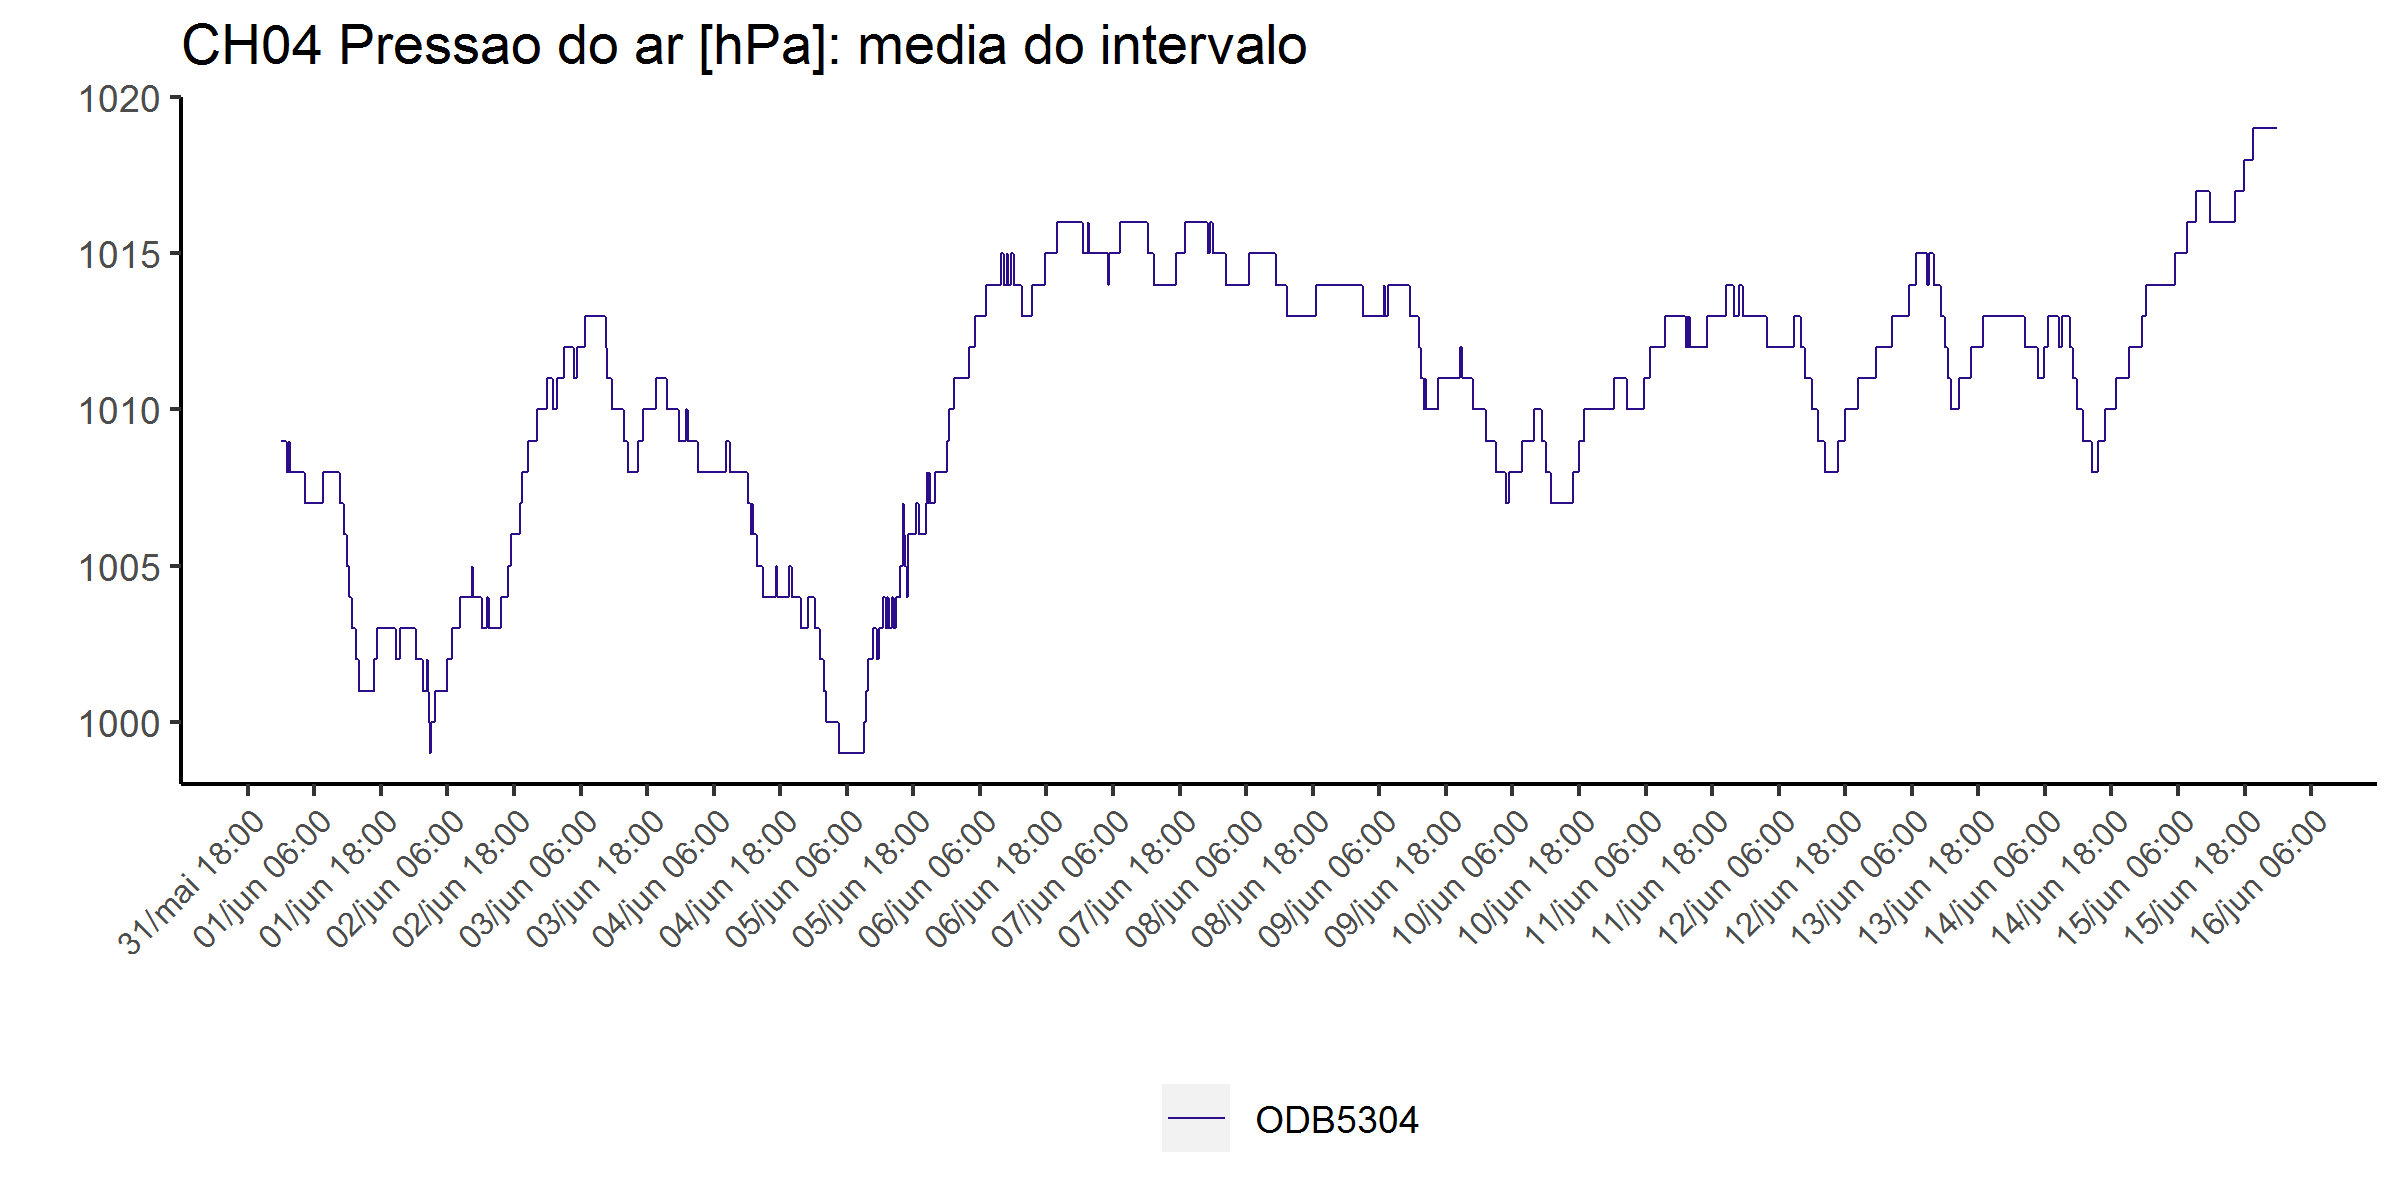 CH04 Pressao do ar [hPa]: media do intervalo
1020
1015
1010
1005
1000
31/mai 18:00
01/jun 06:00
01/jun 18:00
02/jun 06:00
02/jun 18:00
03/jun 06:00
03/jun 18:00
04/jun 06:00
04/jun 18:00
05/jun 06:00
05/jun 18:00
06/jun 06:00
06/jun 18:00
07/jun 06:00
07/jun 18:00
08/jun 06:00
08/jun 18:00
09/jun 06:00
09/jun 18:00
10/jun 06:00
10/jun 18:00
11/jun 06:00
11/jun 18:00
12/jun 06:00
12/jun 18:00
13/jun 06:00
13/jun 18:00
14/jun 06:00
14/jun 18:00
15/jun 06:00
15/jun 18:00
16/jun 06:00
ODB5304